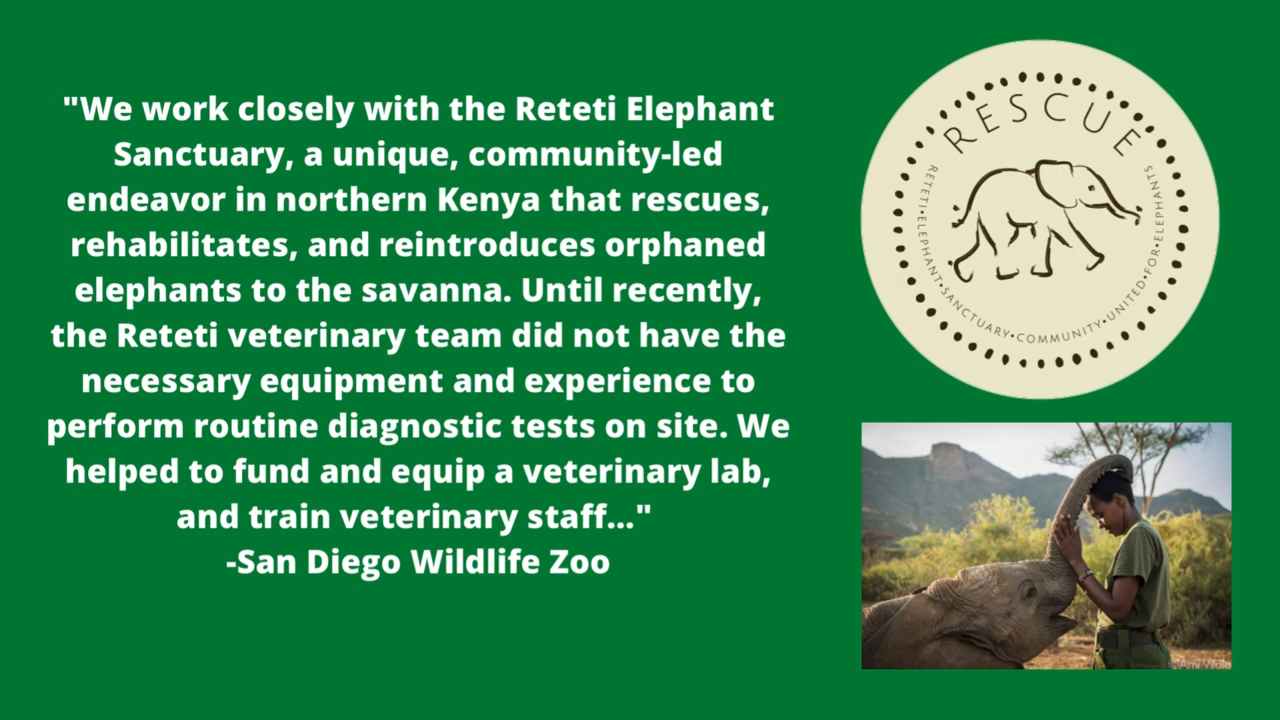 "We work closely with the Reteti Elephant
Sanctuary, a unique, community-led
endeavor in northern Kenya that rescues,
rehabilitates, and reintroduces orphaned
elephants to the savanna. Until recently,
the Reteti veterinary team did not have the
necessary equipment and experience to
perform routine diagnostic tests on site. We
helped to fund and equip a veterinary lab,
and train veterinary staff..."
-San Diego Wildlife Zoo
RESCUE
RETETI•ELEPHANT•SANCTUARY•COMMUNITY•UNITED•FOR•ELEPHANTS
©Ami Vitale